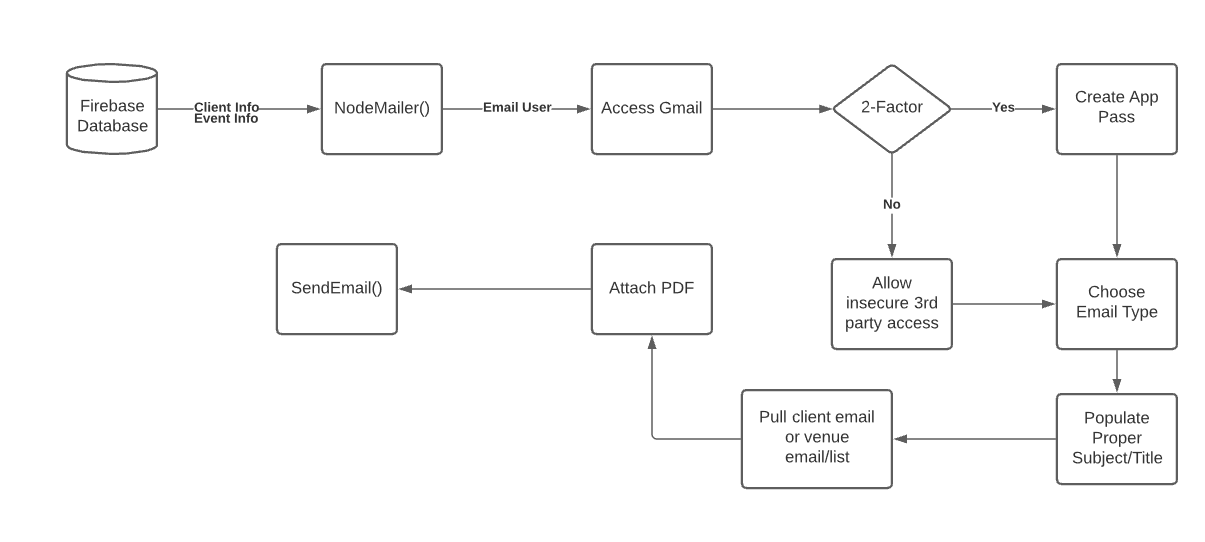 Firebase
Database
Client Info
Event Info
NodeMailer()
Email User
Access Gmail
2-Factor
Yes
Create App
Pass
No
SendEmail()
Attach PDF
Allow
insecure 3rd
party access
Choose
Email Type
Pull client email
or venue
email/list
Populate
Proper
Subject/Title